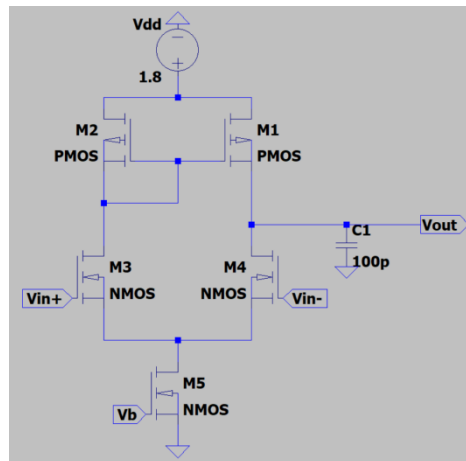 Vdd
1.8
M2
M1
PMOS
PMOS
Vout
C1
100p
M3
M4
NMOS
NMOS
Vin+
Vin-
M5
NMOS
Vb